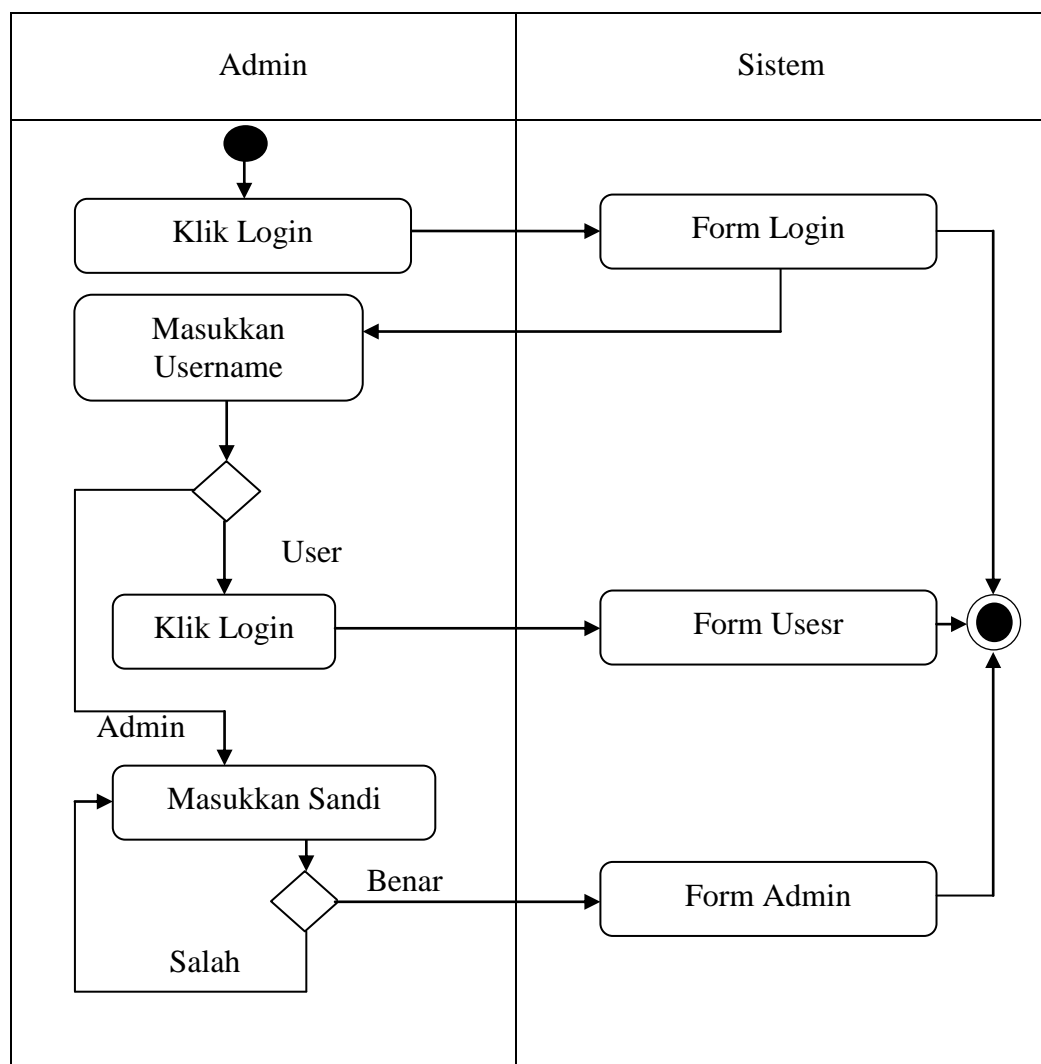 Admin
Sistem
Klik Login
Form Login
Masukkan
Username
User
Klik Login
Form Usesr
Admin
Masukkan Sandi
Benar
Form Admin
Salah